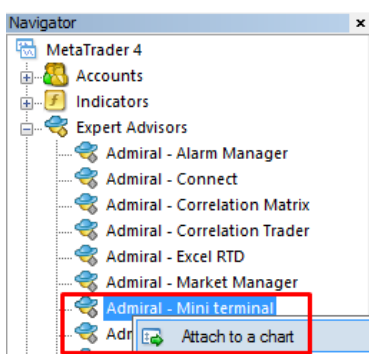 Navigator
MetaTrader 4
Accounts
Indicators
Expert Advisors
Admiral - Alarm Manager
Admiral - Connect
Admiral - Correlation Matrix
Admiral - Correlation Trader
Admiral - Excel RTD
Admiral - Market Manager
Admiral - Mini terminal
Attach to a chart